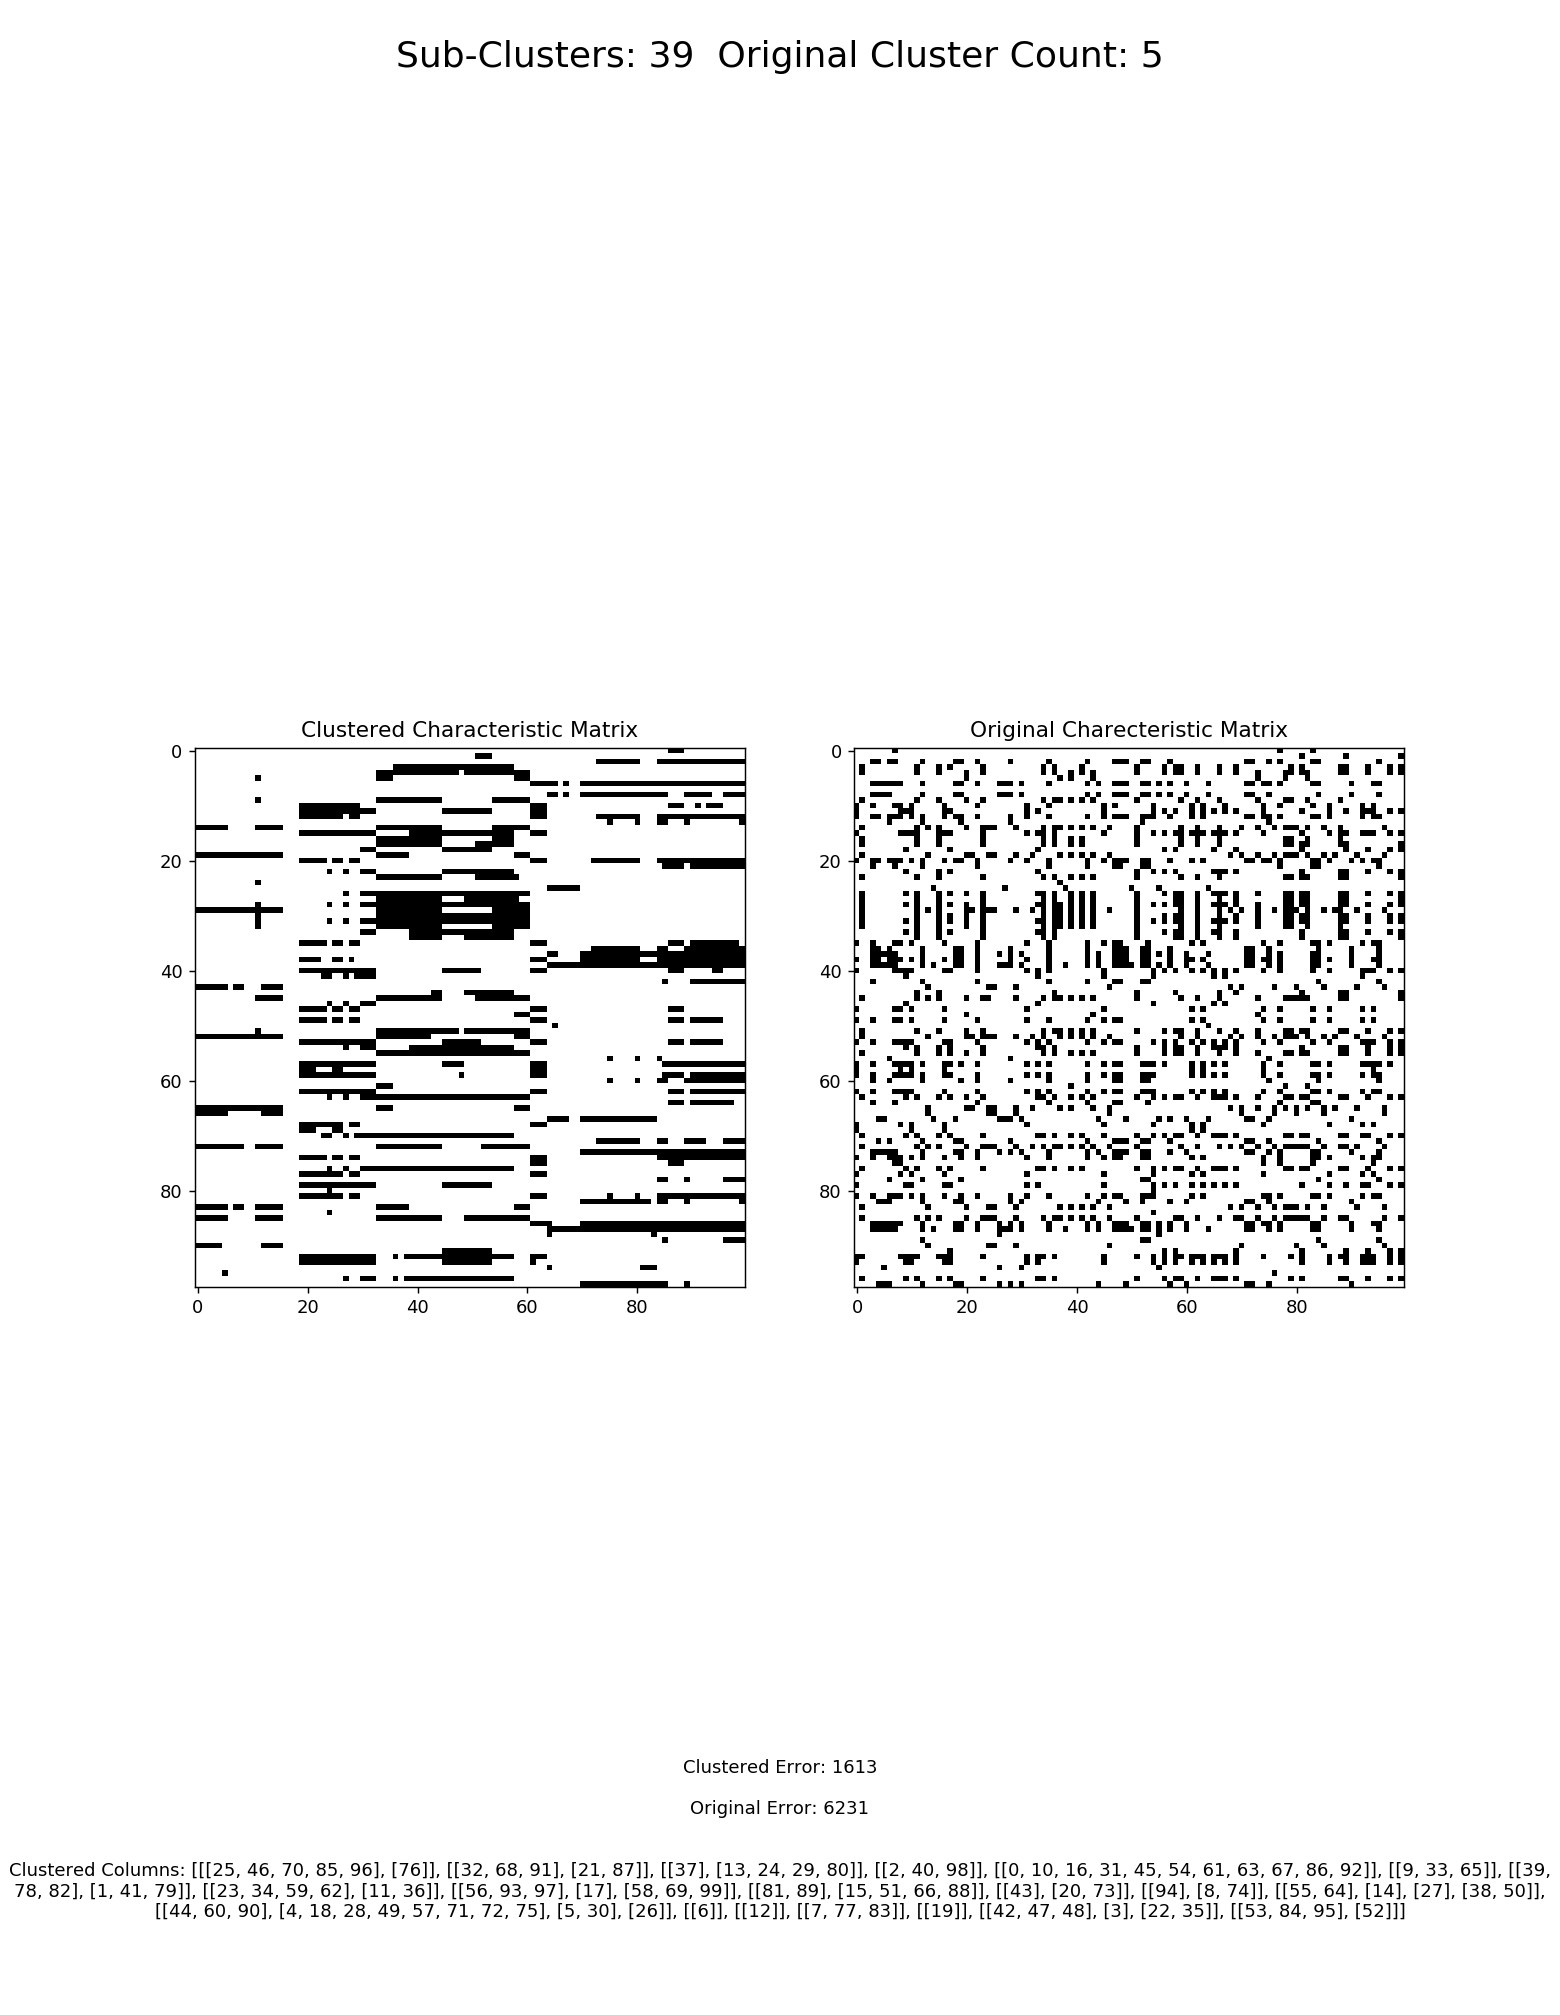 Sub-Clusters: 39  Original Cluster Count: 5
Clustered Characteristic Matrix
0
20
40
60
80
0 20 40 60 80
Original Charecteristic Matrix
0
20
40
60
80
0 20 40 60 80
Clustered Error: 1613
Original Error: 6231
Clustered Columns: [[[25, 46, 70, 85, 96], [76]], [[32, 68, 91], [21, 87]], [[37], [13, 24, 29, 80]], [[2, 40, 98]], [[0, 10, 16, 31, 45, 54, 61, 63, 67, 86, 92]], [[9, 33, 65]], [[39,
78, 82], [1, 41, 79]], [[23, 34, 59, 62], [11, 36]], [[56, 93, 97], [17], [58, 69, 99]], [[81, 89], [15, 51, 66, 88]], [[43], [20, 73]], [[94], [8, 74]], [[55, 64], [14], [27], [38, 50]],
[[44, 60, 90], [4, 18, 28, 49, 57, 71, 72, 75], [5, 30], [26]], [[6]], [[12]], [[7, 77, 83]], [[19]], [[42, 47, 48], [3], [22, 35]], [[53, 84, 95], [52]]]